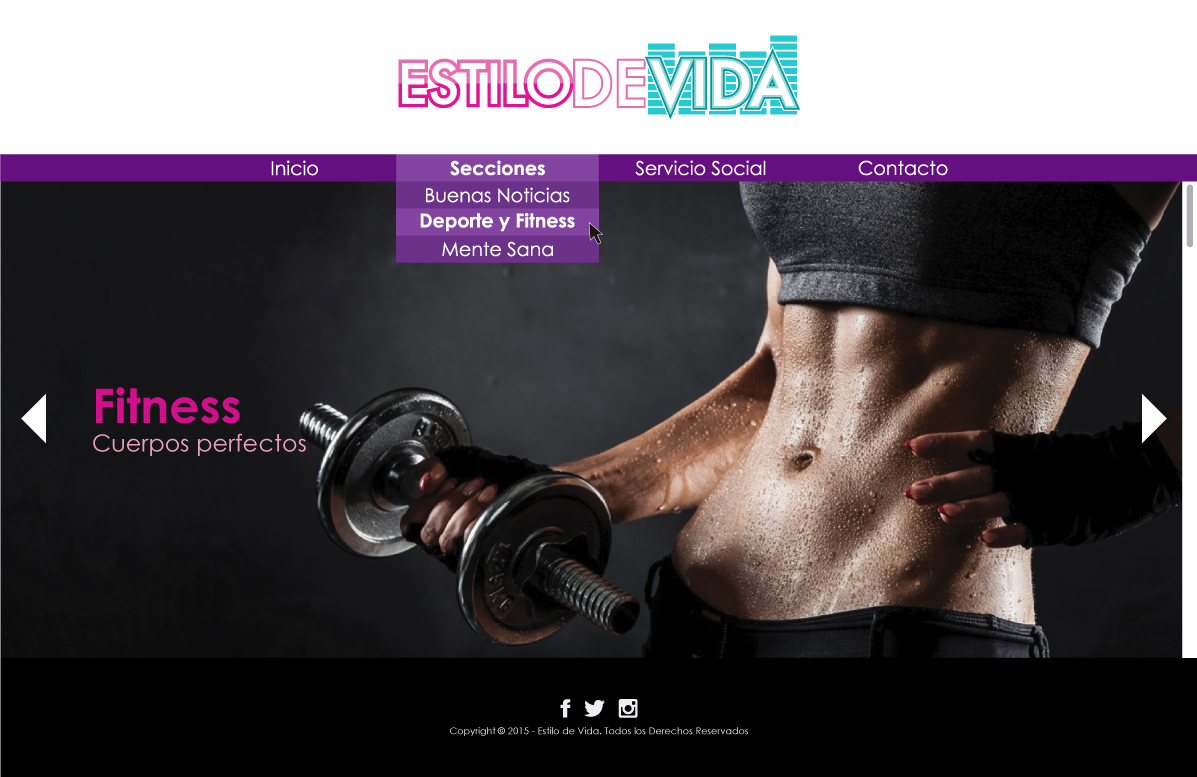 ESTILODEVIDA
Inicio Secciones Servicio Social Contacto
Buenas Noticias
Deporte y Fitness
Mente Sana
Fitness
Cuerpos perfectos
Copyright © 2015 - Estilo de Vida. Todos los Derechos Reservados